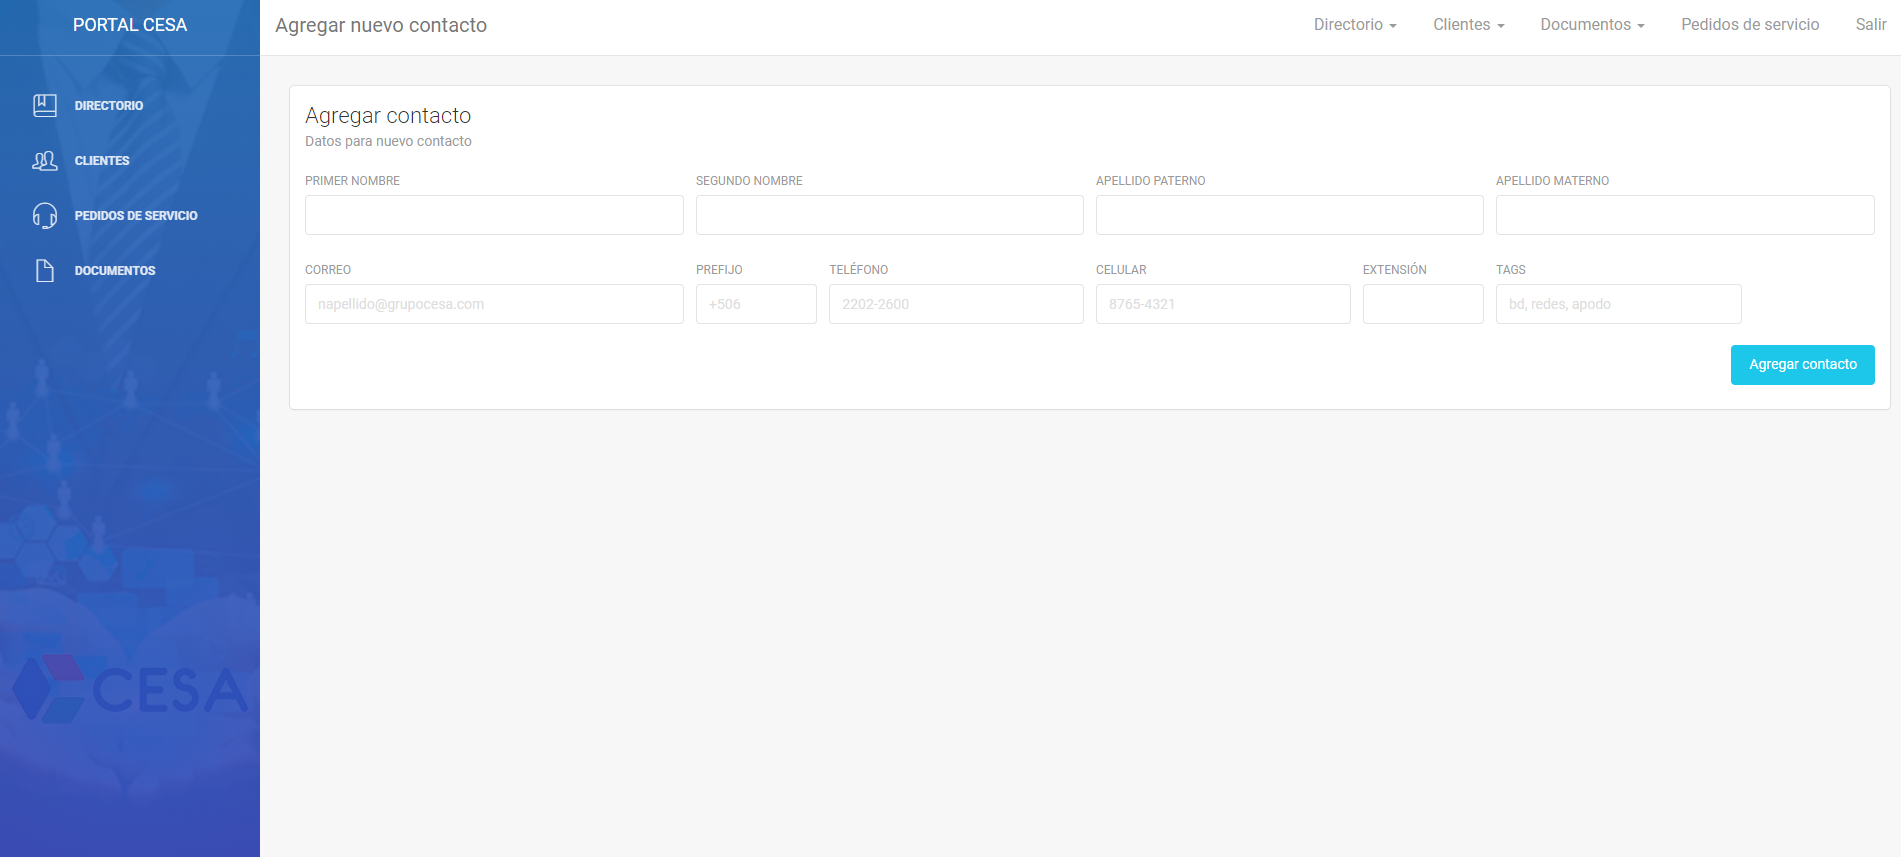 PORTAL CESA
Agregar nuevo contacto
Directorio
Clientes
Documentos
Pedidos de servicio
Salir
DIRECTORIO
CLIENTES
PEDIDOS DE SERVICIO
DOCUMENTOS
CESA
Agregar contacto
Datos para nuevo contacto
PRIMER NOMBRE
SEGUNDO NOMBRE
APELLIDO PATERNO
APELLIDO MATERNO
CORREO
PREFIJO
TELÉFONO
CELULAR
EXTENSIÓN
TAGS
napellido@grupocesa.com
+506
2202-2600
8765-4321
bd, redes, apodo
Agregar contacto